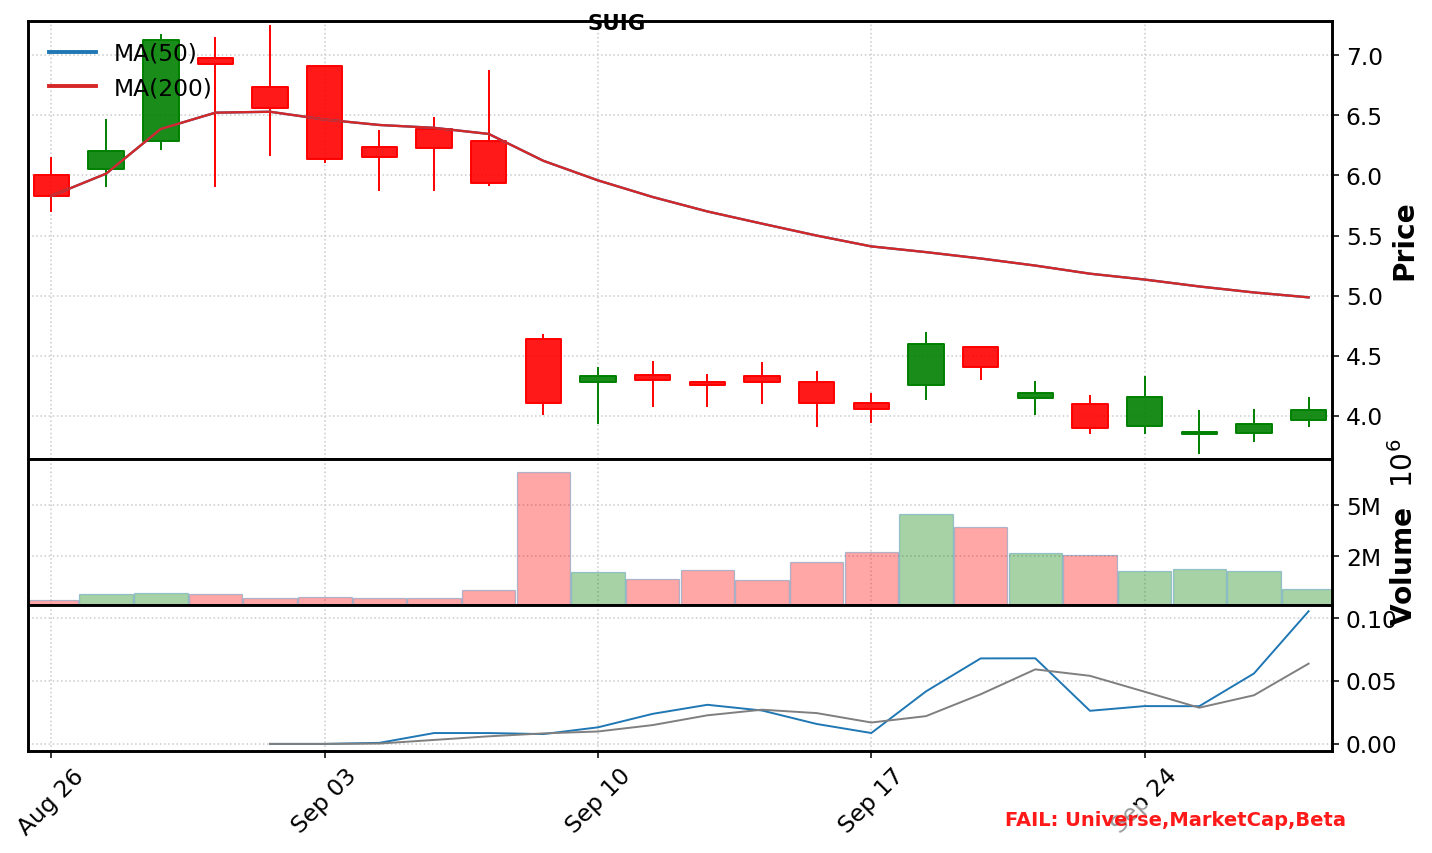 SUIG
MA(50)
MA(200)
7.0
6.5
6.0
5.5
5.0
4.5
4.0
Price
5M
2M
Volume 10^6
0.10
0.05
0.00
Aug 26
Sep 03
Sep 10
Sep 17
Sep 24
FAIL: Universe,MarketCap,Beta